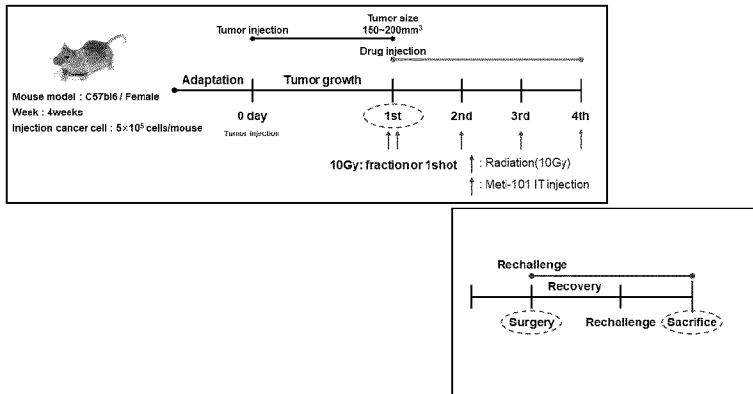 Tumor injection
Tumor size
150~200mm³
Drug injection
Adaptation
Tumor growth
Mouse model : C57bl6 / Female
Week : 4weeks
Injection cancer cell : 5×10⁵ cells/mouse
0 day
Tumor injection
1st
2nd
3rd
4th
10Gy: fraction or 1shot
: Radiation(10Gy)
: Meti-101 IT injection
Rechallenge
Recovery
Surgery
Rechallenge
Sacrifice